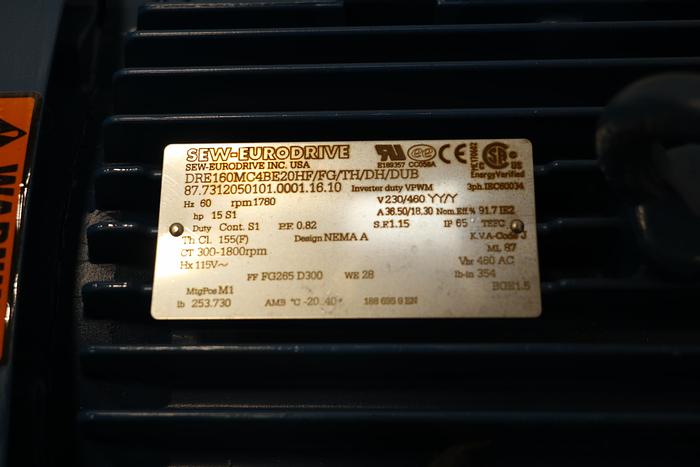 SEW-EURODRIVE
SEW-EURODRIVE INC. USA
E189357 CC056A
DRE160MC4BE20HF/FG/TH/DH/DUB
EnergyVerified
87.7312050101.0001.16.10 Inverter duty VPWM 3ph.IEC60034
Hz 60 rpm 1780 V 230/460 YY/Y
hp 15 S1 A 36.50/18.30 Nom.Eff.% 91.7 IE2
Duty Cont. S1 P.F. 0.82 S.F. 1.15 IP 65 TEFC
Th Cl. 155(F) Design NEMA A K.V.A-Code J
CT 300-1800rpm ML 87
Hx 115V~ Vbr 460 AC
FF FG265 D300 WE 28 lb-in 354
MtgPos M1 BGE1.5
lb 253.730 AMB °C -20..40° 188 695 9 EN
WARNING